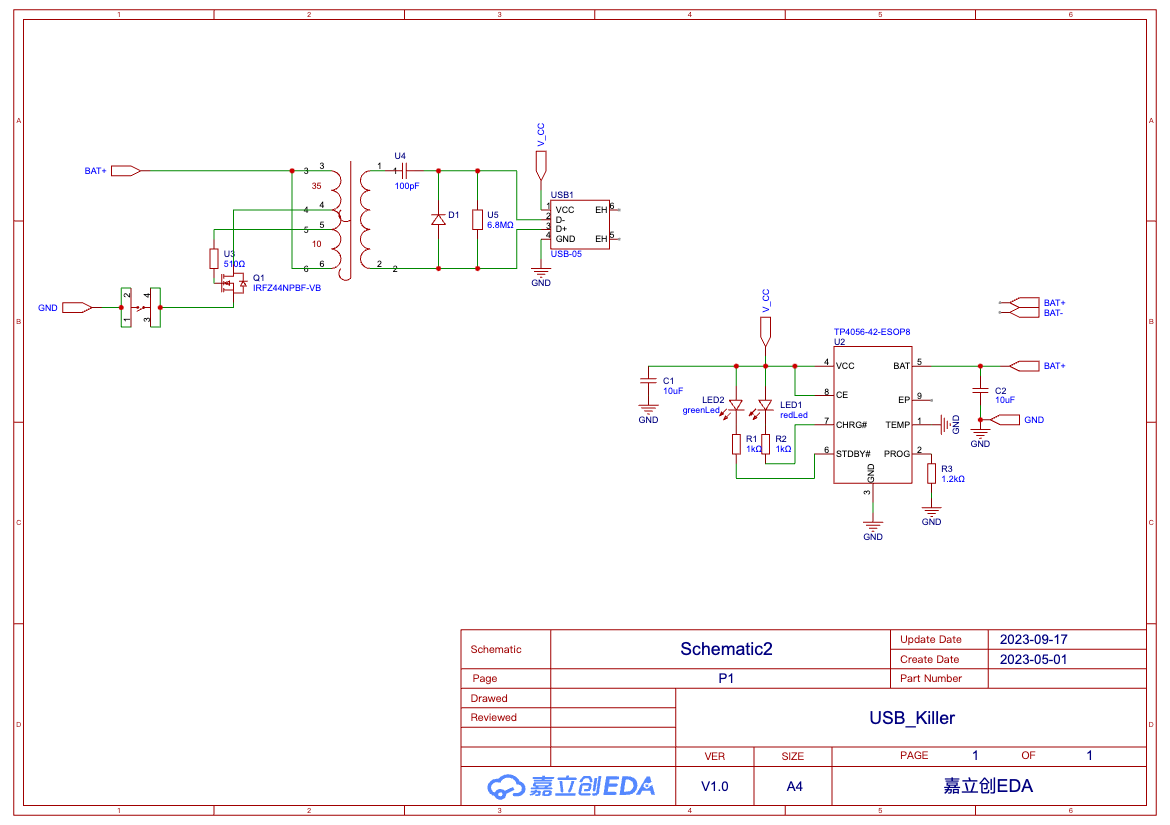 1 2 3 4 5 6
A A
B B
C C
D D
1 2 3 4 5 6
BAT+
3 3
35
4 4
5 5
10
6 6
1 1
2 2
U4
100pF
D1
U5
6.8MΩ
V_CC
USB1
1 VCC EH 6
2 D-
3 D+
4 GND EH 5
USB-05
GND
U3
510Ω
Q1
IRFZ44NPBF-VB
GND
2 4
1 3
V_CC
BAT+
BAT-
TP4056-42-ESOP8
U2
4 VCC BAT 5
8 CE EP 9
7 CHRG# TEMP 1
6 STDBY# PROG 2
GND
3
GND
C1
10uF
GND
LED2
greenLed
LED1
redLed
R1
1kΩ
R2
1kΩ
BAT+
C2
10uF
GND
GND
GND
R3
1.2kΩ
GND
Schematic Schematic2 Update Date 2023-09-17
Create Date 2023-05-01
Page P1 Part Number
Drawed
Reviewed
USB_Killer
VER SIZE PAGE 1 OF 1
嘉立创EDA V1.0 A4 嘉立创EDA